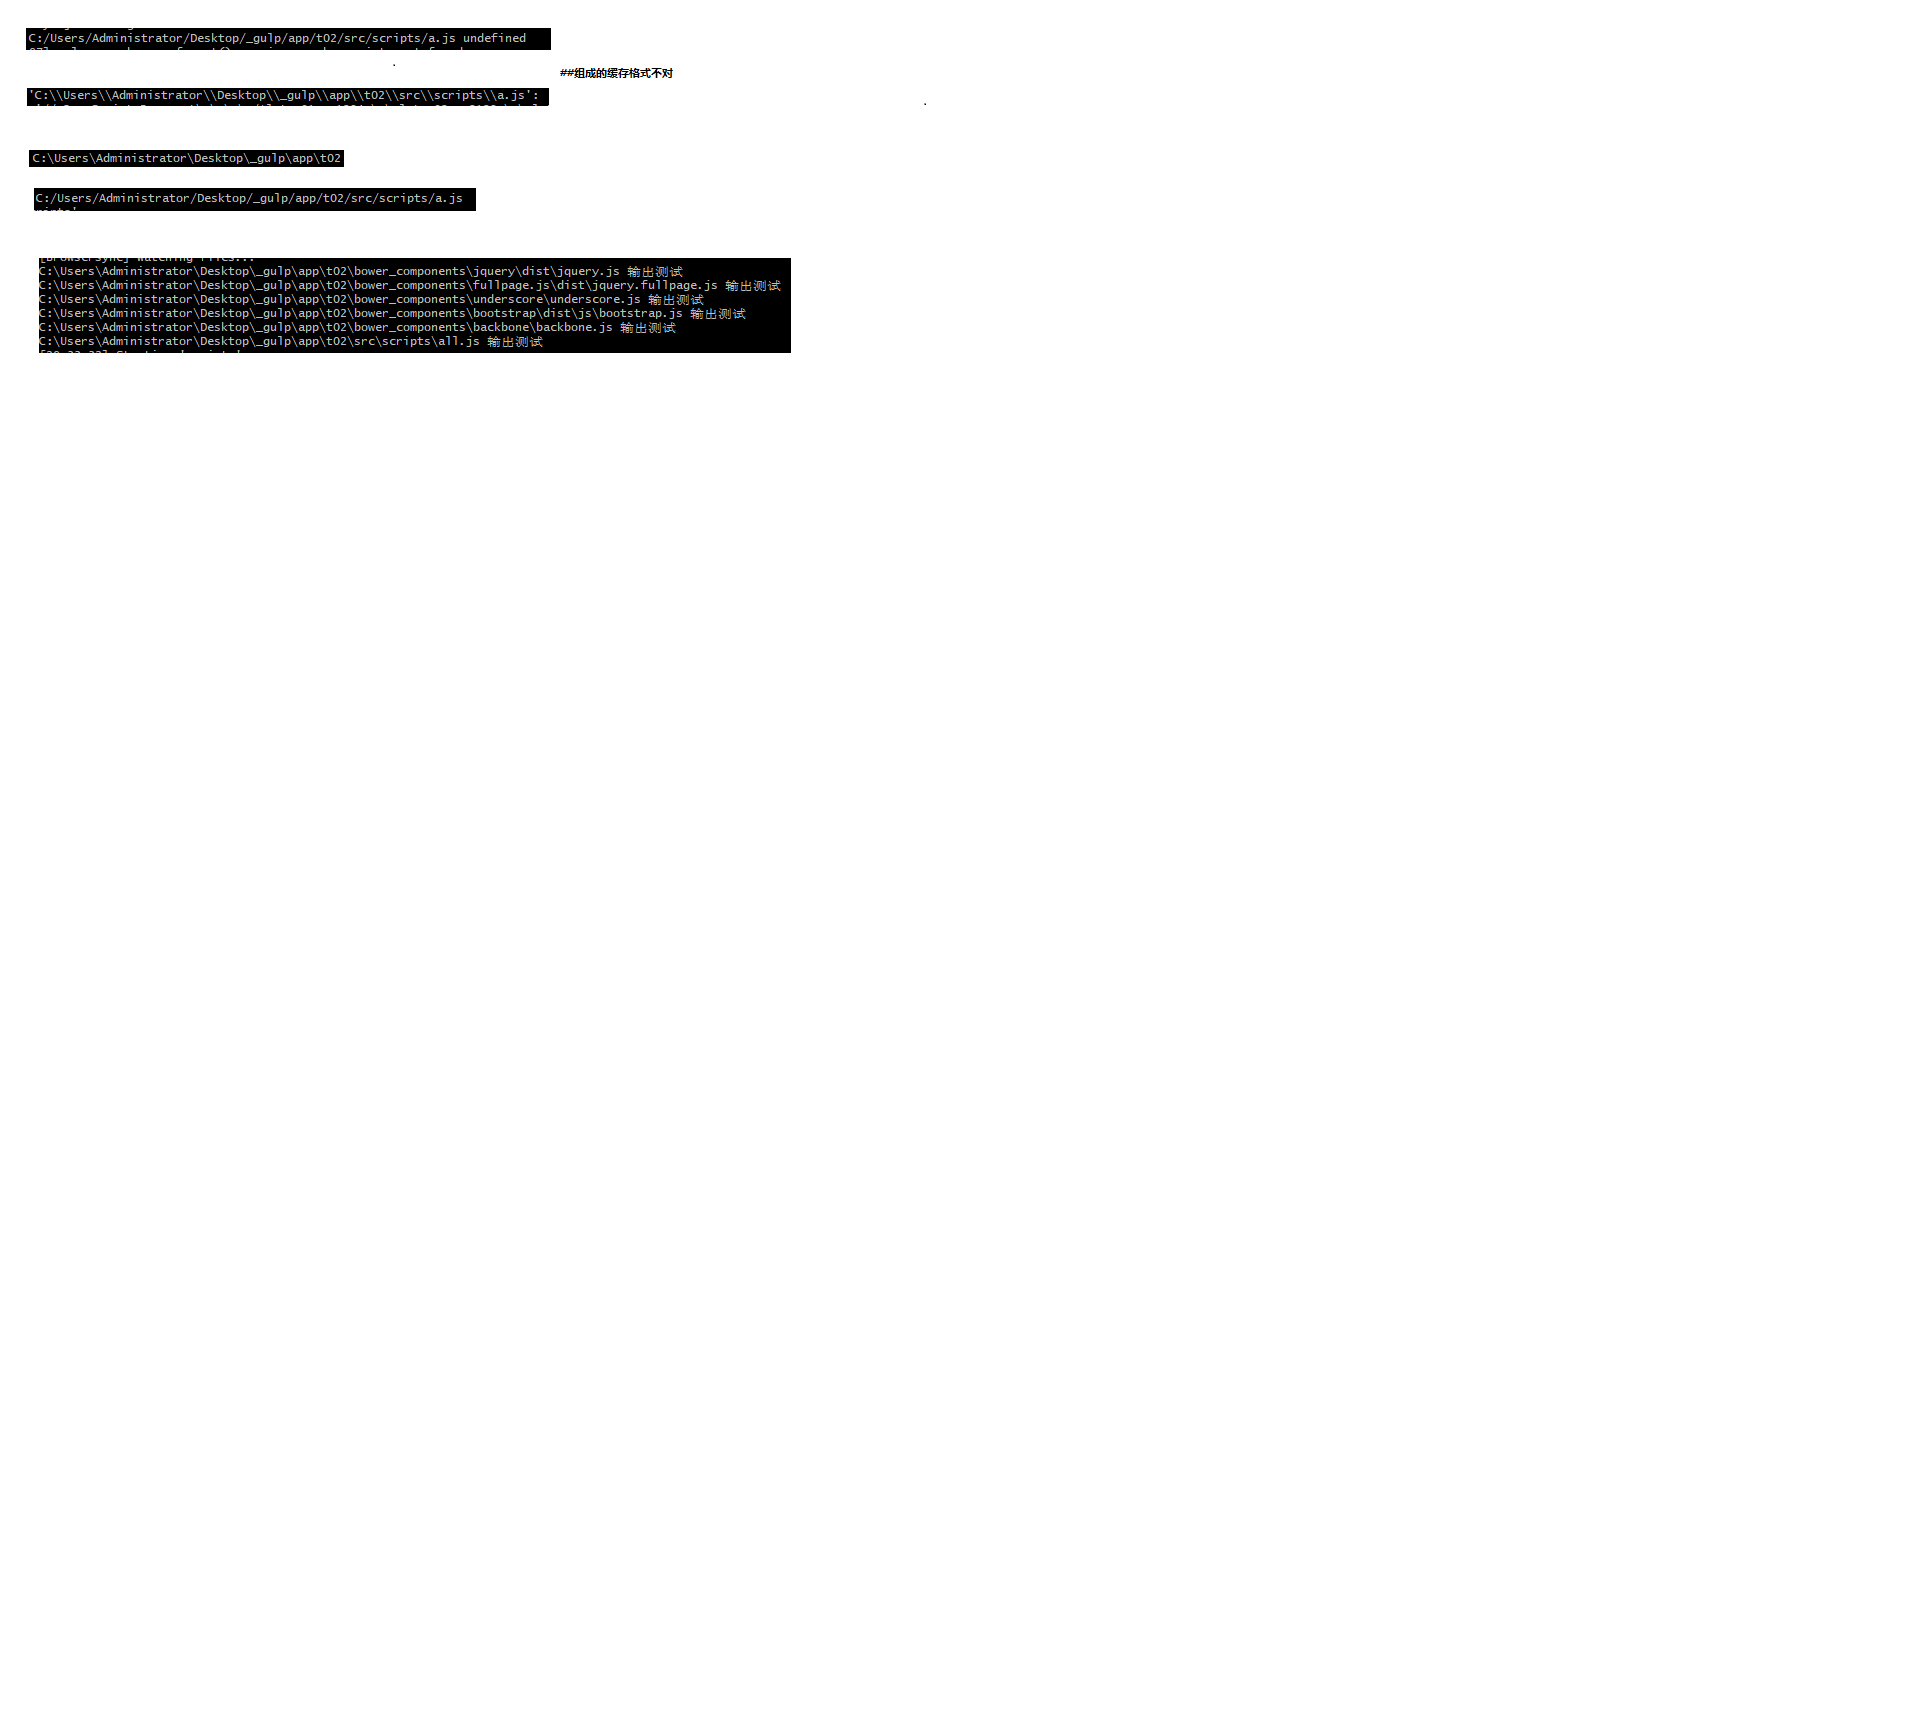 C:/Users/Administrator/Desktop/_gulp/app/t02/src/scripts/a.js undefined
##组成的缓存格式不对
'C:\\Users\\Administrator\\Desktop\\_gulp\\app\\t02\\src\\scripts\\a.js':
C:\Users\Administrator\Desktop\_gulp\app\t02
C:/Users/Administrator/Desktop/_gulp/app/t02/src/scripts/a.js
C:\Users\Administrator\Desktop\_gulp\app\t02\bower_components\jquery\dist\jquery.js 输出测试
C:\Users\Administrator\Desktop\_gulp\app\t02\bower_components\fullpage.js\dist\jquery.fullpage.js 输出测试
C:\Users\Administrator\Desktop\_gulp\app\t02\bower_components\underscore\underscore.js 输出测试
C:\Users\Administrator\Desktop\_gulp\app\t02\bower_components\bootstrap\dist\js\bootstrap.js 输出测试
C:\Users\Administrator\Desktop\_gulp\app\t02\bower_components\backbone\backbone.js 输出测试
C:\Users\Administrator\Desktop\_gulp\app\t02\src\scripts\all.js 输出测试